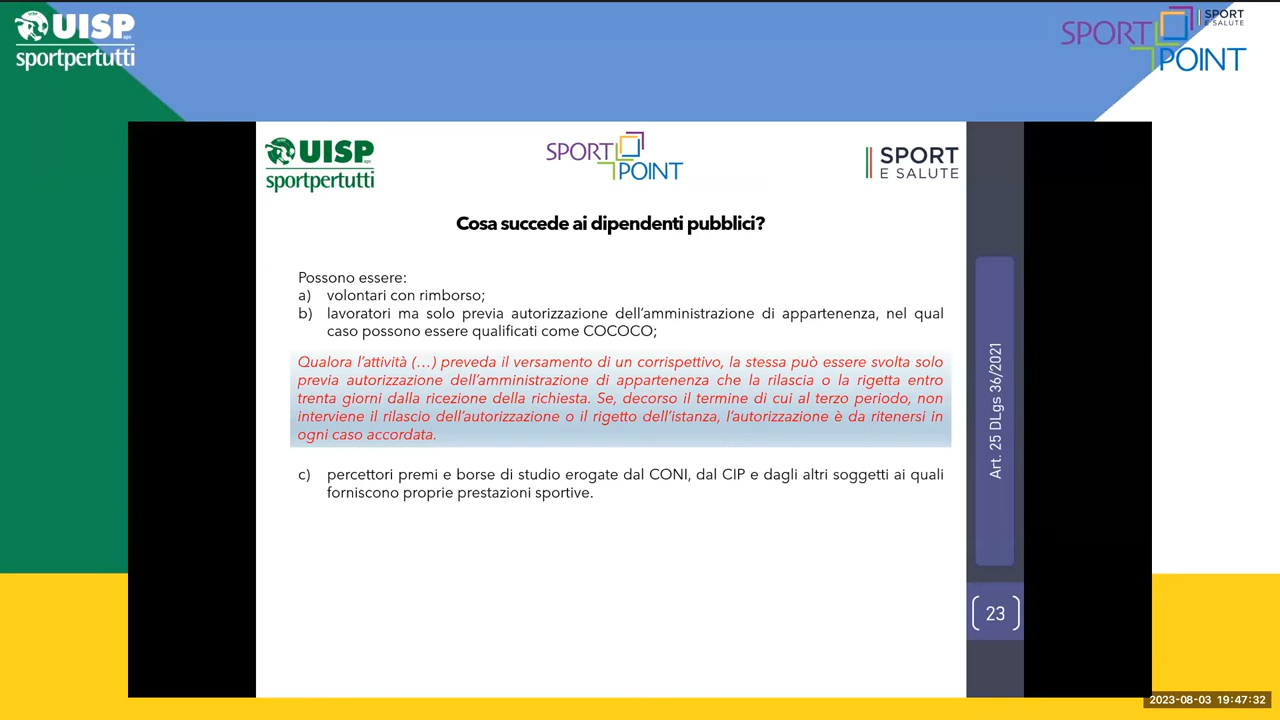 UISP aps
sportpertutti
SPORT POINT
SPORT
E SALUTE
UISP aps
sportpertutti
SPORT
POINT
SPORT
E SALUTE
Cosa succede ai dipendenti pubblici?
Possono essere:
a) volontari con rimborso;
b) lavoratori ma solo previa autorizzazione dell'amministrazione di appartenenza, nel qual
caso possono essere qualificati come COCOCO;
Qualora l'attività (...) preveda il versamento di un corrispettivo, la stessa può essere svolta solo
previa autorizzazione dell'amministrazione di appartenenza che la rilascia o la rigetta entro
trenta giorni dalla ricezione della richiesta. Se, decorso il termine di cui al terzo periodo, non
interviene il rilascio dell'autorizzazione o il rigetto dell'istanza, l'autorizzazione è da ritenersi in
ogni caso accordata.
c) percettori premi e borse di studio erogate dal CONI, dal CIP e dagli altri soggetti ai quali
forniscono proprie prestazioni sportive.
Art. 25 DLgs 36/2021
23
2023-08-03 19:47:32